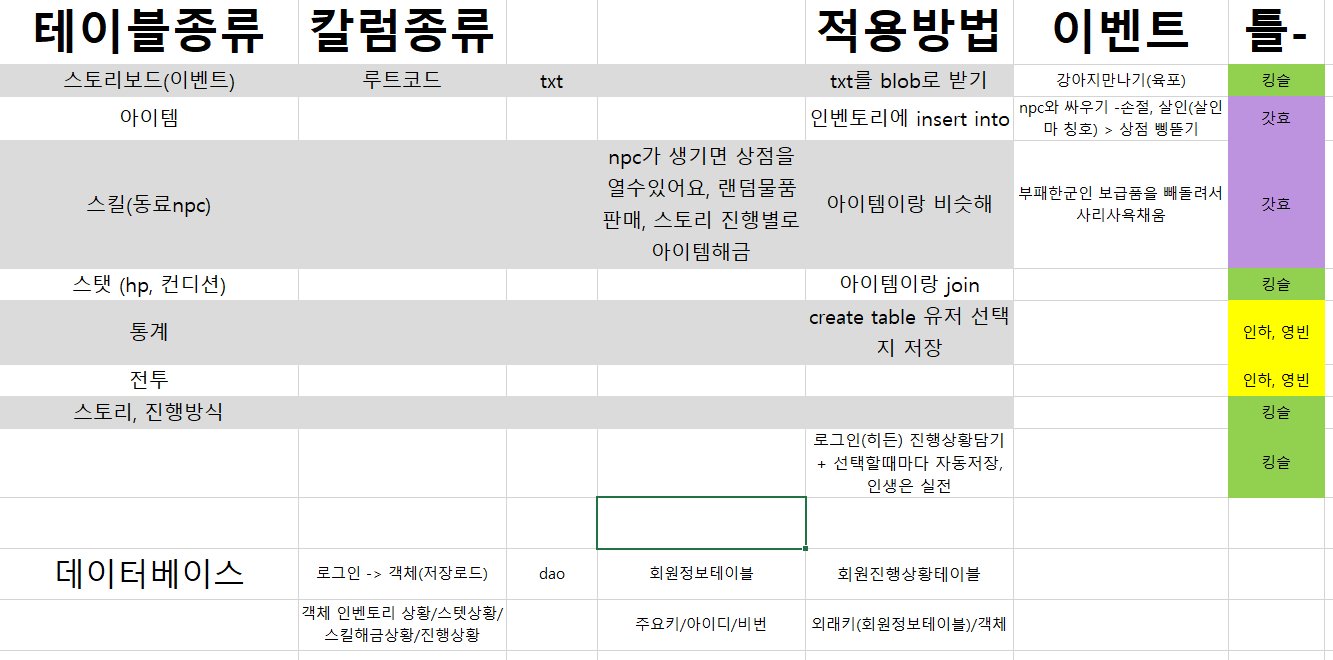 테이블종류 칼럼종류 적용방법 이벤트 틀-
스토리보드(이벤트) 루트코드 txt txt를 blob로 받기 강아지만나기(육포) 킹슬
아이템 인벤토리에 insert into npc와 싸우기 -손절, 살인(살인
마 칭호) > 상점 삥뜯기 갓효
스킬(동료npc) npc가 생기면 상점을
열수있어요, 랜덤물품
판매, 스토리 진행별로
아이템해금
아이템이랑 비슷해
부패한군인 보급품을 빼돌려서
사리사욕채움
갓효
스탯 (hp, 컨디션) 아이템이랑 join 킹슬
통계 create table 유저 선택
지 저장
인하, 영빈
전투 인하, 영빈
스토리, 진행방식 킹슬
로그인(히든) 진행상황담기
+ 선택할때마다 자동저장,
인생은 실전
킹슬
데이터베이스 로그인 -> 객체(저장로드) dao 회원정보테이블 회원진행상황테이블
객체 인벤토리 상황/스텟상황/
스킬해금상황/진행상황
주요키/아이디/비번 외래키(회원정보테이블)/객체